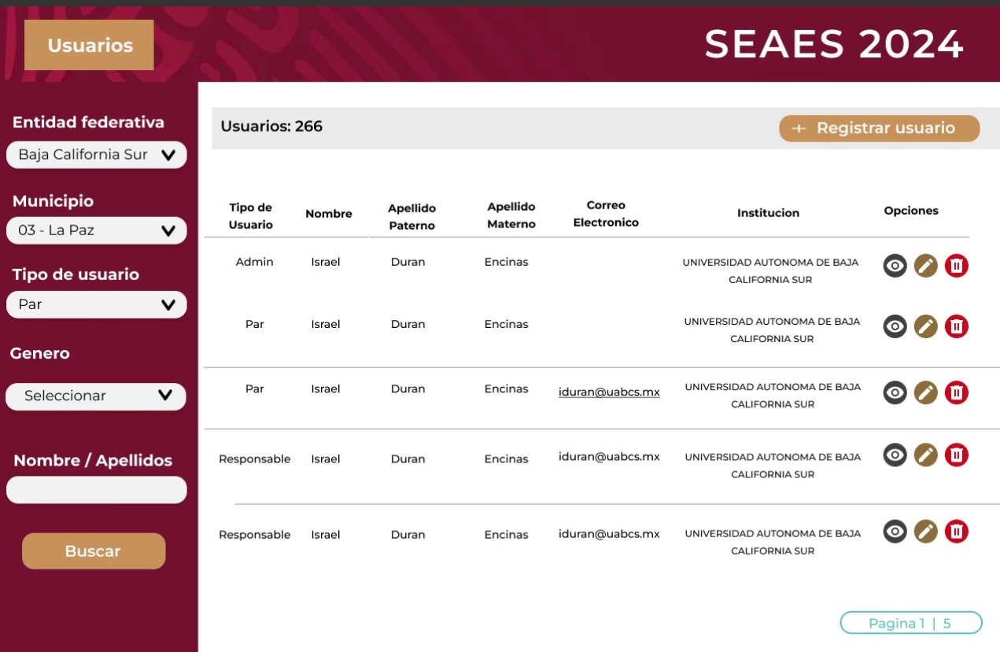 Usuarios
SEAES 2024
Entidad federativa
Baja California Sur
Municipio
03 - La Paz
Tipo de usuario
Par
Genero
Seleccionar
Nombre / Apellidos
Buscar
Usuarios: 266
+ Registrar usuario
Tipo de Usuario Nombre Apellido Paterno Apellido Materno Correo Electronico Institucion Opciones
Admin Israel Duran Encinas UNIVERSIDAD AUTONOMA DE BAJA
CALIFORNIA SUR
Par Israel Duran Encinas UNIVERSIDAD AUTONOMA DE BAJA
CALIFORNIA SUR
Par Israel Duran Encinas iduran@uabcs.mx UNIVERSIDAD AUTONOMA DE BAJA
CALIFORNIA SUR
Responsable Israel Duran Encinas iduran@uabcs.mx UNIVERSIDAD AUTONOMA DE BAJA
CALIFORNIA SUR
Responsable Israel Duran Encinas iduran@uabcs.mx UNIVERSIDAD AUTONOMA DE BAJA
CALIFORNIA SUR
Pagina 1 | 5